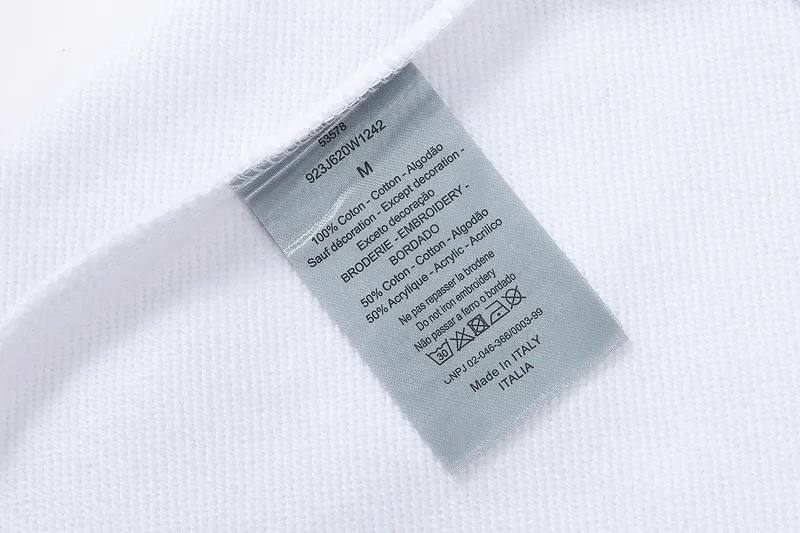 53578
923J620W1242
M
100% Coton - Cotton - Algodão
Sauf décoration - Except decoration -
Exceto decoração
BRODERIE - EMBROIDERY -
BORDADO
50% Coton - Cotton - Algodão
50% Acrylique - Acrylic - Acrilico
Ne pas repasser la broderie
Do not iron embroidery
Não passar a ferro o bordado
30
CNPJ 02-046-366/0003-99
Made In ITALY
ITALIA